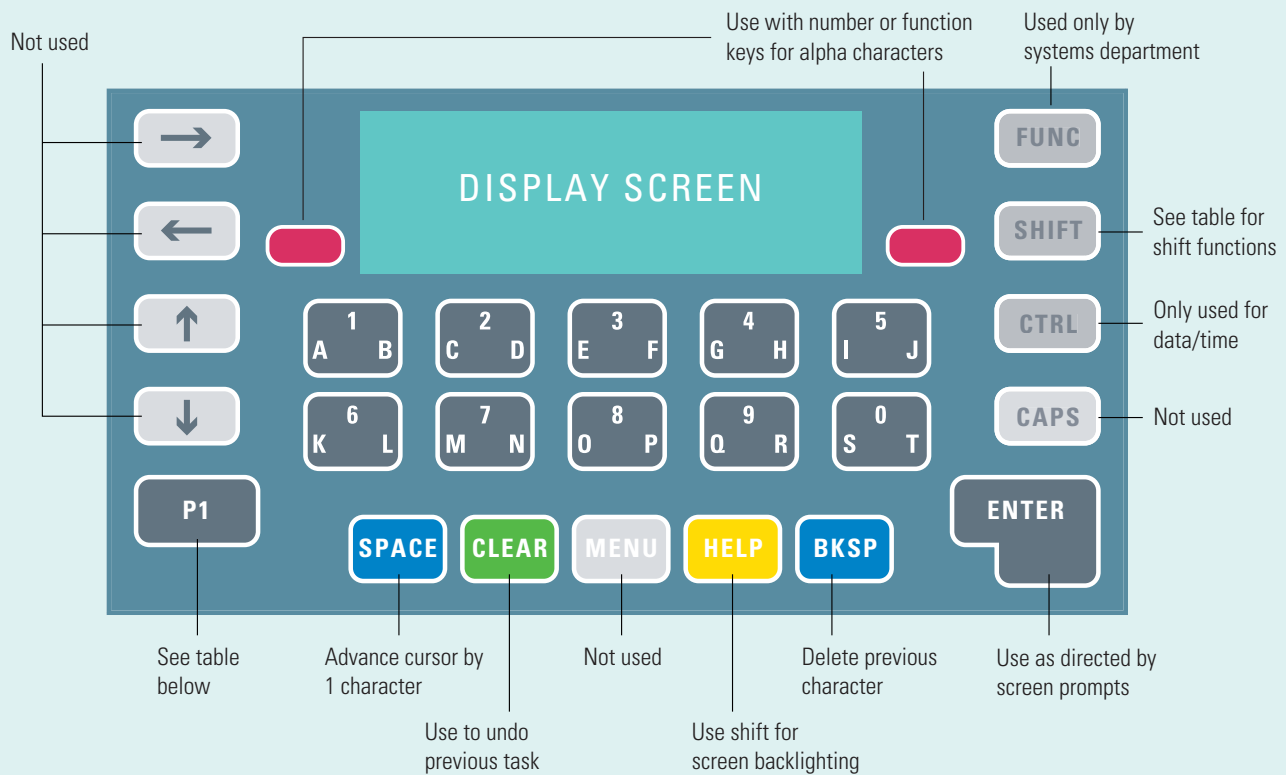 Not used
Use with number or function
keys for alpha characters
Used only by
systems department
→
FUNC
DISPLAY SCREEN
←
SHIFT
See table for
shift functions
↑
1
A B
2
C D
3
E F
4
G H
5
I J
CTRL
Only used for
data/time
↓
6
K L
7
M N
8
O P
9
Q R
0
S T
CAPS
Not used
P1
ENTER
SPACE
CLEAR
MENU
HELP
BKSP
See table
below
Advance cursor by
1 character
Not used
Delete previous
character
Use as directed by
screen prompts
Use to undo
previous task
Use shift for
screen backlighting